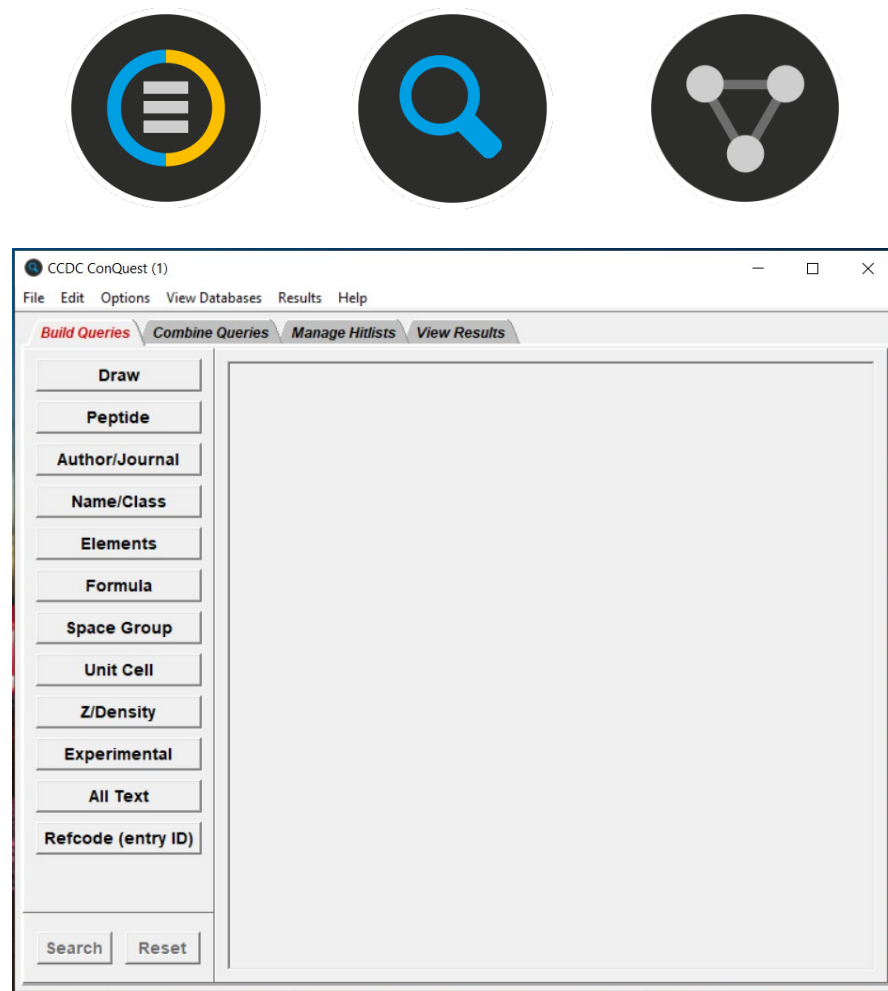 CCDC ConQuest (1)
File Edit Options View Databases Results Help
Build Queries Combine Queries Manage Hitlists View Results
Draw
Peptide
Author/Journal
Name/Class
Elements
Formula
Space Group
Unit Cell
Z/Density
Experimental
All Text
Refcode (entry ID)
Search Reset